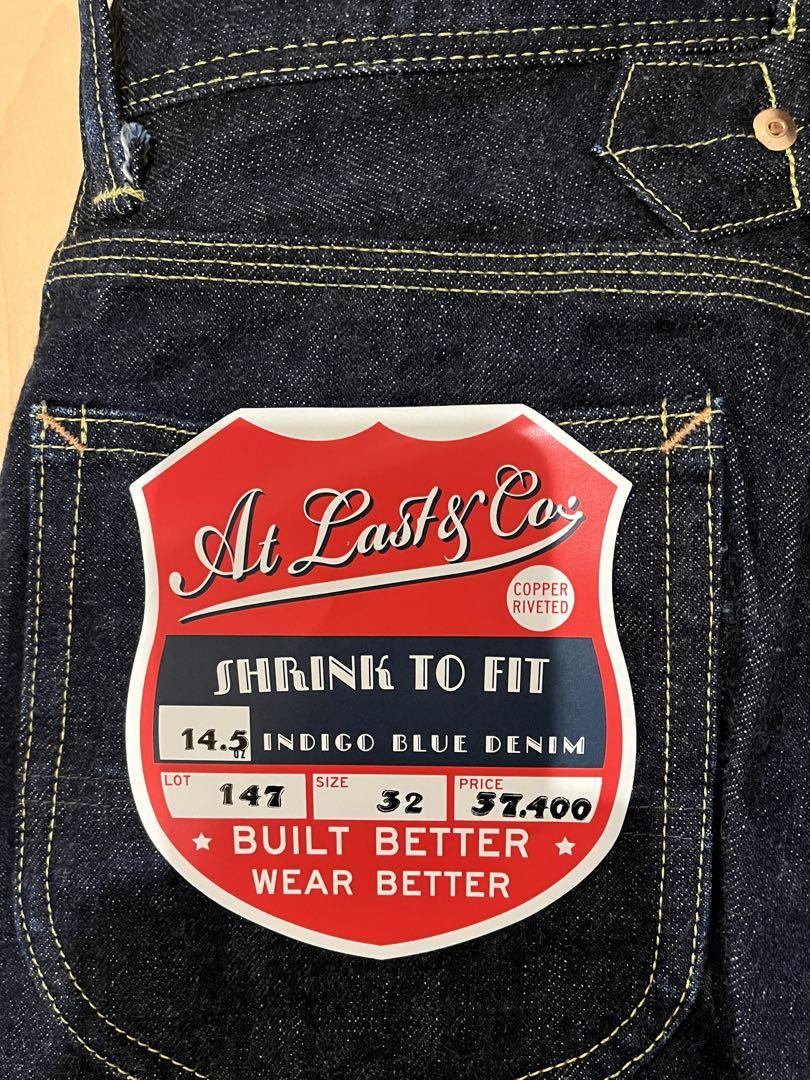 At Last & Co.
COPPER
RIVETED
SHRINK TO FIT
14.5 OZ INDIGO BLUE DENIM
LOT 147 SIZE 32 PRICE 37.400
★ BUILT BETTER ★
WEAR BETTER